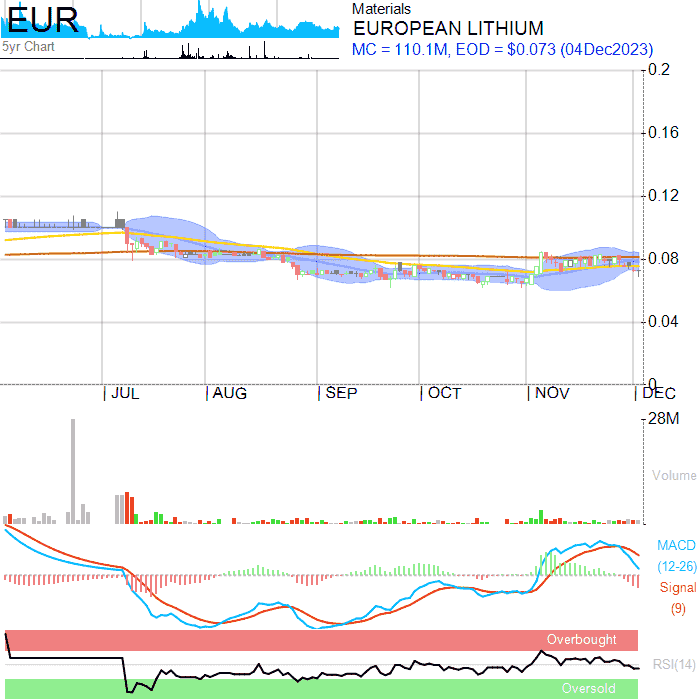 EUR
5yr Chart
Materials
EUROPEAN LITHIUM
MC = 110.1M, EOD = $0.073 (04Dec2023)
0.2
0.16
0.12
0.08
0.04
0
JUL AUG SEP OCT NOV DEC
28M
Volume
MACD
(12-26)
Signal
(9)
Overbought
RSI(14)
Oversold